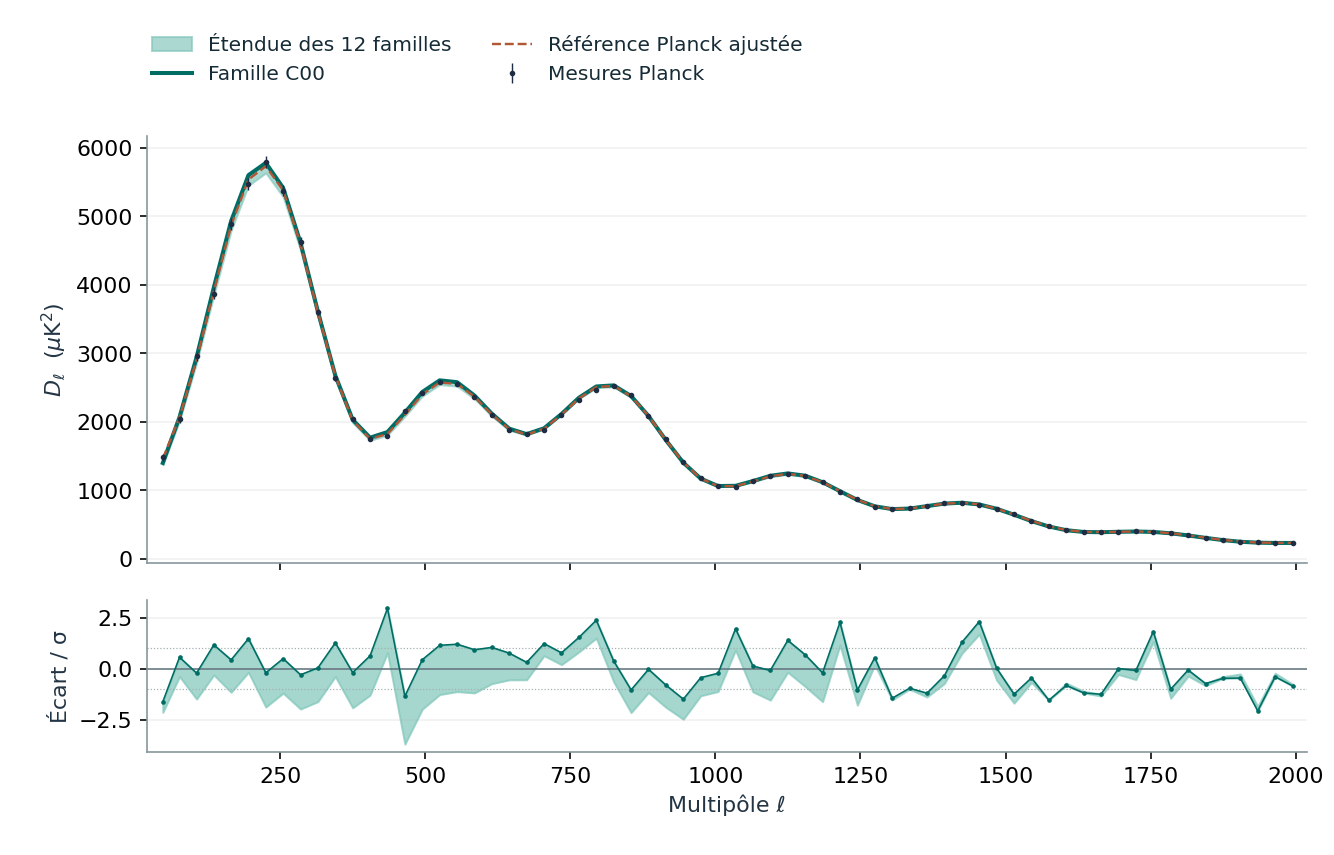 Étendue des 12 familles
Famille C00
Référence Planck ajustée
Mesures Planck
6000
5000
4000
3000
2000
1000
0
Dℓ (μK²)
2.5
0.0
−2.5
Écart / σ
250 500 750 1000 1250 1500 1750 2000
Multipôle ℓ